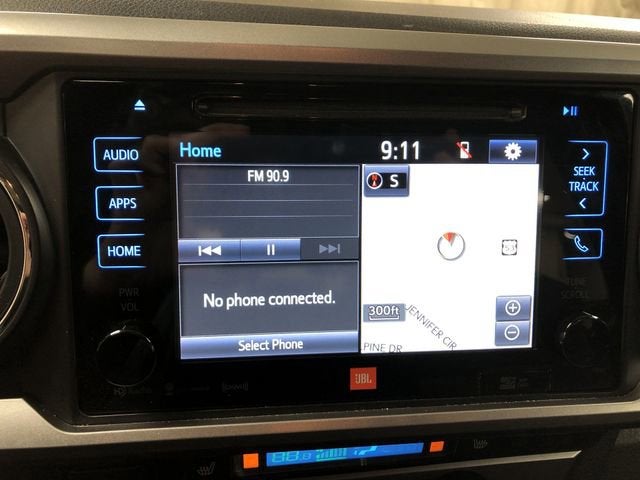 AUDIO
Home
9:11
SEEK
TRACK
APPS
FM 90.9
S
HOME
53
PWR
VOL
No phone connected.
TUNE
SCROLL
300ft
JENNIFER CIR
Select Phone
PINE DR
JBL